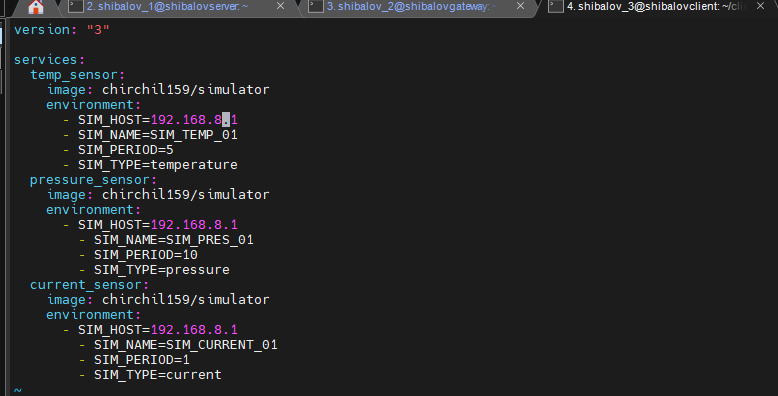 2. shibalov_1@shibalovserver: ~
3. shibalov_2@shibalovgateway: ~
4. shibalov_3@shibalovclient: ~/cli
version: "3"

services:
  temp_sensor:
    image: chirchil159/simulator
    environment:
      - SIM_HOST=192.168.8.1
      - SIM_NAME=SIM_TEMP_01
      - SIM_PERIOD=5
      - SIM_TYPE=temperature
  pressure_sensor:
    image: chirchil159/simulator
    environment:
      - SIM_HOST=192.168.8.1
        - SIM_NAME=SIM_PRES_01
        - SIM_PERIOD=10
        - SIM_TYPE=pressure
  current_sensor:
    image: chirchil159/simulator
    environment:
      - SIM_HOST=192.168.8.1
        - SIM_NAME=SIM_CURRENT_01
        - SIM_PERIOD=1
        - SIM_TYPE=current
~